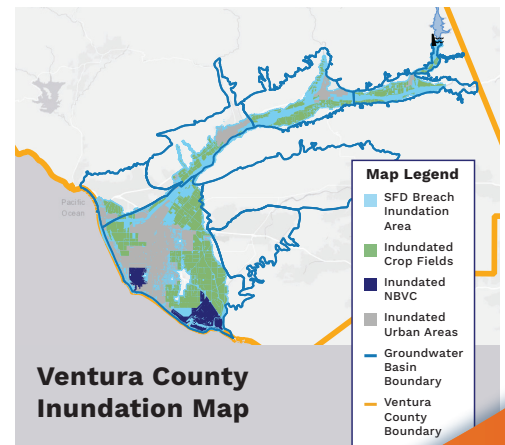 Pacific
Ocean
Map Legend
SFD Breach
Inundation
Area
Indundated
Crop Fields
Inundated
NBVC
Inundated
Urban Areas
Groundwater
Basin
Boundary
Ventura
County
Boundary
Ventura County
Inundation Map